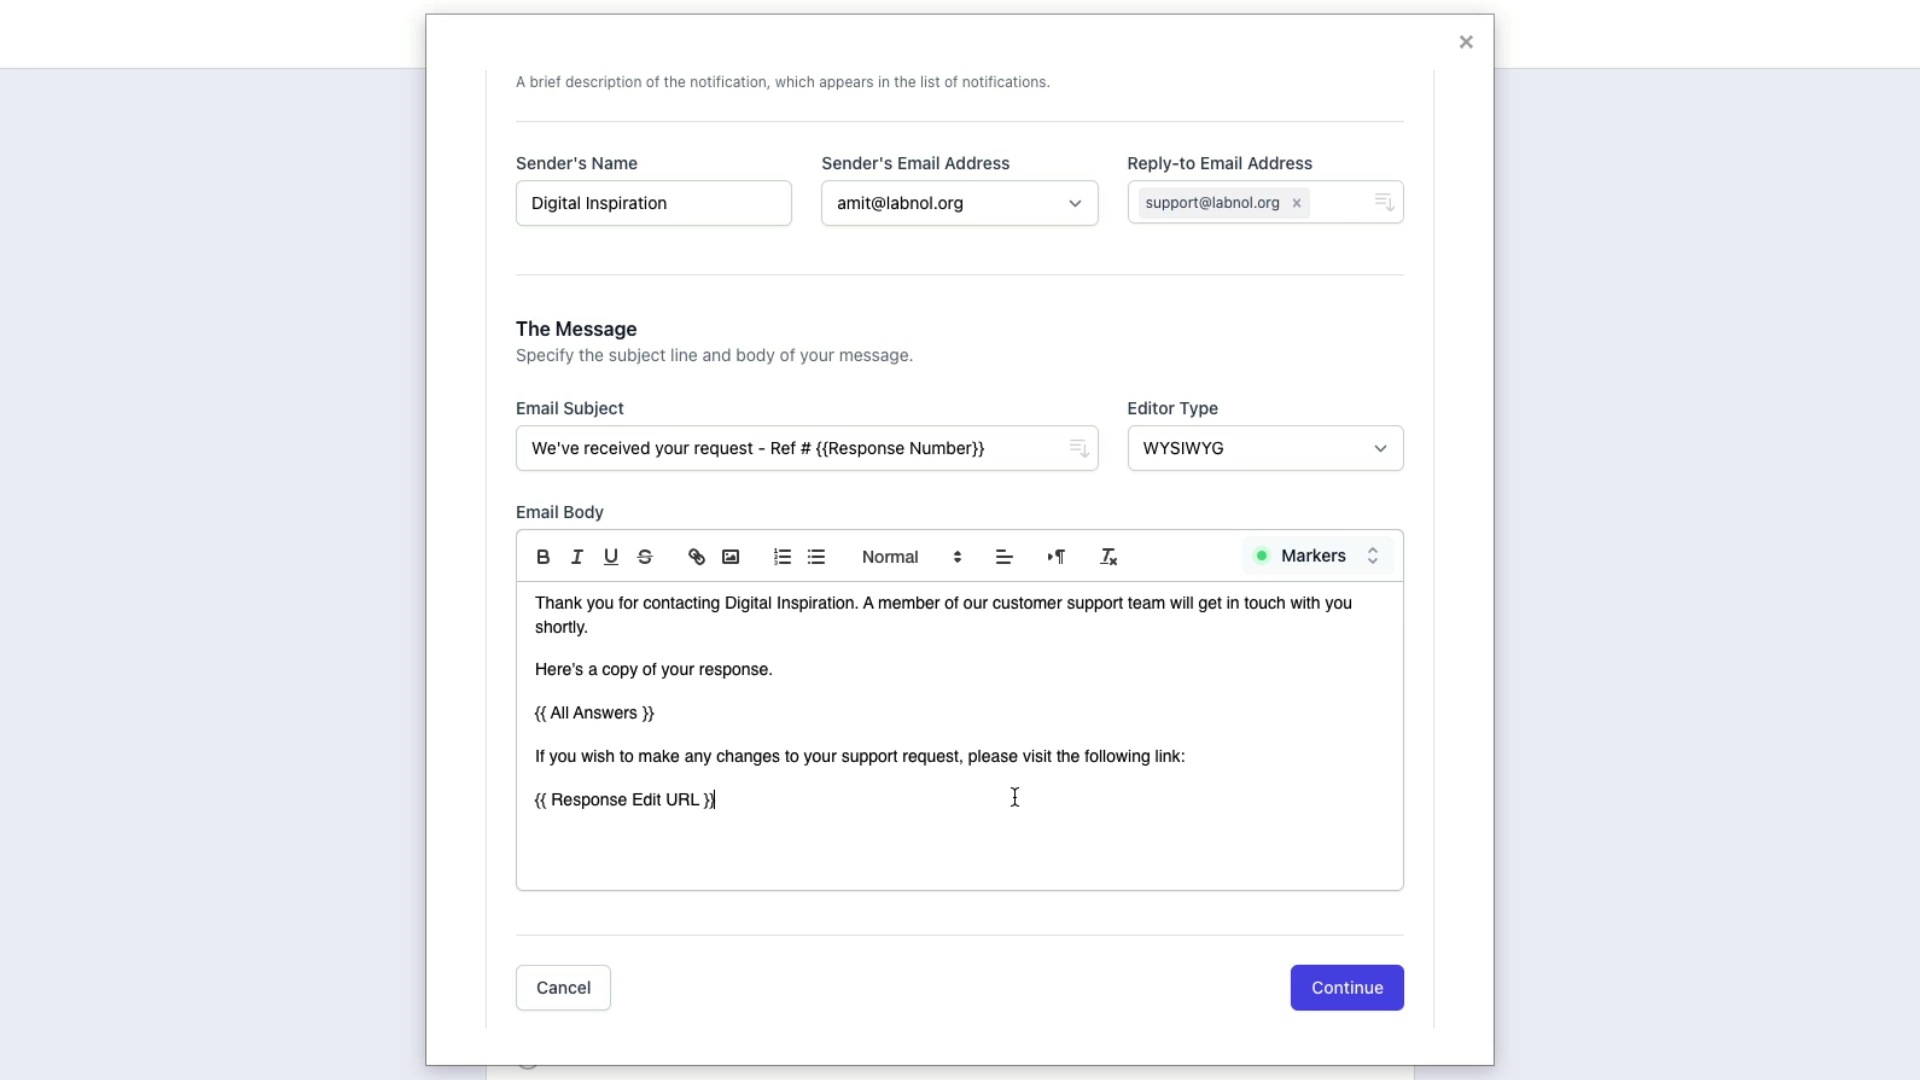 A brief description of the notification, which appears in the list of notifications.
Sender's Name
Sender's Email Address
Reply-to Email Address
Digital Inspiration
amit@labnol.org
support@labnol.org ×
The Message
Specify the subject line and body of your message.
Email Subject
Editor Type
We've received your request - Ref # {{Response Number}}
WYSIWYG
Email Body
Normal
Markers
Thank you for contacting Digital Inspiration. A member of our customer support team will get in touch with you
shortly.
Here's a copy of your response.
{{ All Answers }}
If you wish to make any changes to your support request, please visit the following link:
{{ Response Edit URL }}
Cancel
Continue